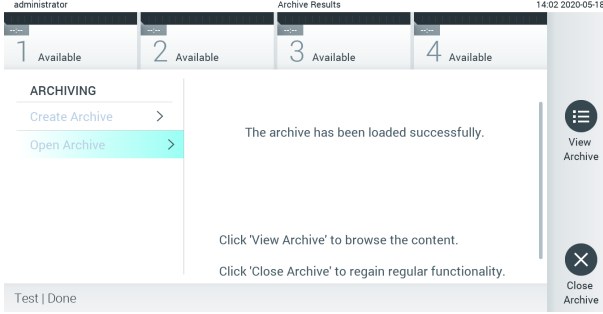 administrator Archive Results 14:02 2020-05-18
--:-- --:-- --:-- --:--
1 Available 2 Available 3 Available 4 Available
ARCHIVING
Create Archive >
Open Archive >
The archive has been loaded successfully.
Click 'View Archive' to browse the content.
Click 'Close Archive' to regain regular functionality.
View
Archive
Close
Archive
Test | Done